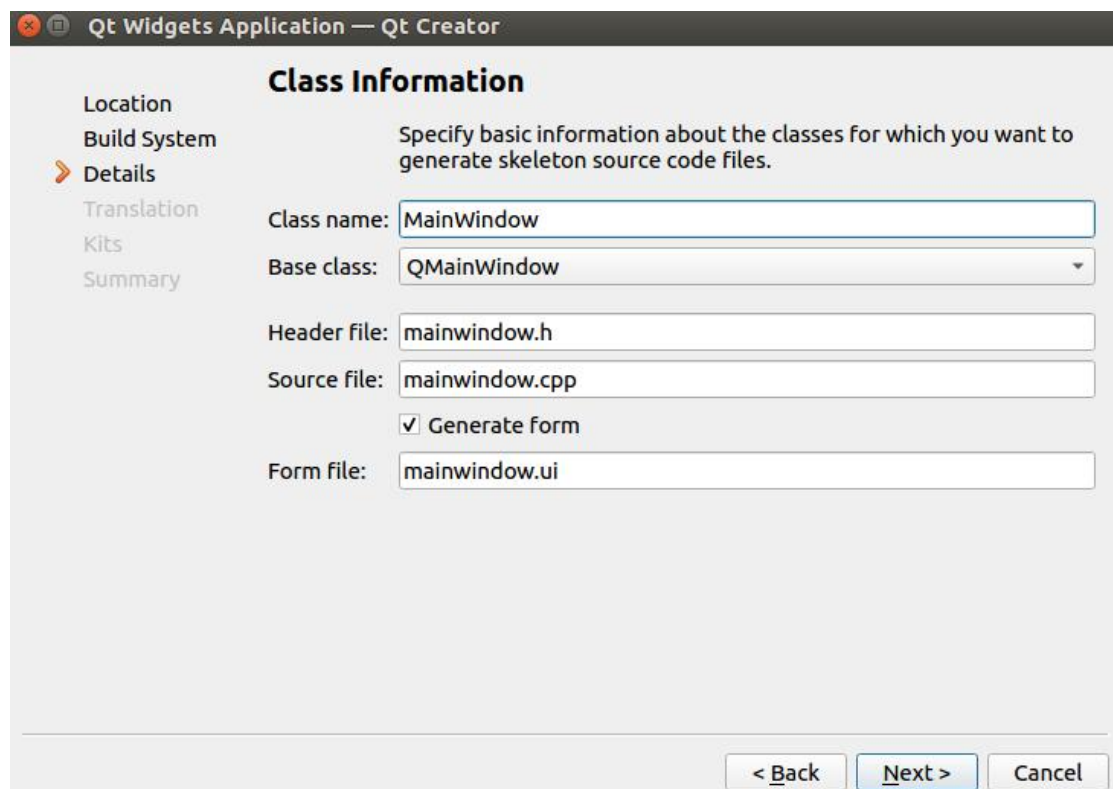 Qt Widgets Application — Qt Creator
Location
Build System
Details
Translation
Kits
Summary
Class Information
Specify basic information about the classes for which you want to
generate skeleton source code files.
Class name: MainWindow
Base class: QMainWindow
Header file: mainwindow.h
Source file: mainwindow.cpp
Generate form
Form file: mainwindow.ui
< Back Next > Cancel